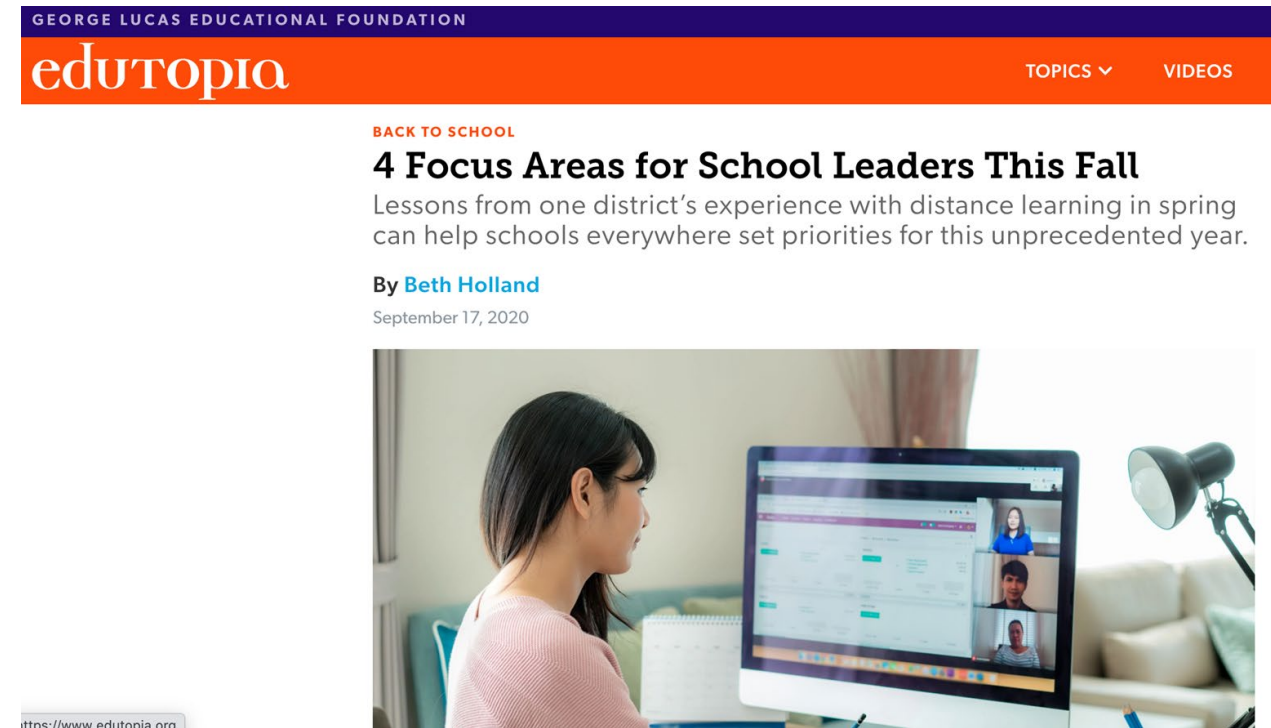 GEORGE LUCAS EDUCATIONAL FOUNDATION
edutopia
TOPICS
VIDEOS
BACK TO SCHOOL
4 Focus Areas for School Leaders This Fall
Lessons from one district’s experience with distance learning in spring
can help schools everywhere set priorities for this unprecedented year.
By Beth Holland
September 17, 2020
ttps://www.edutopia.org